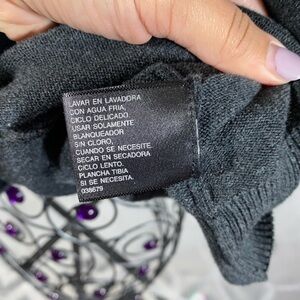 LAVAR EN LAVADORA
CON AGUA FRIA,
CICLO DELICADO.
USAR SOLAMENTE
BLANQUEADOR
SIN CLORO,
CUANDO SE NECESITE.
SECAR EN SECADORA
CICLO LENTO.
PLANCHA TIBIA
SI SE NECESITA.
038679